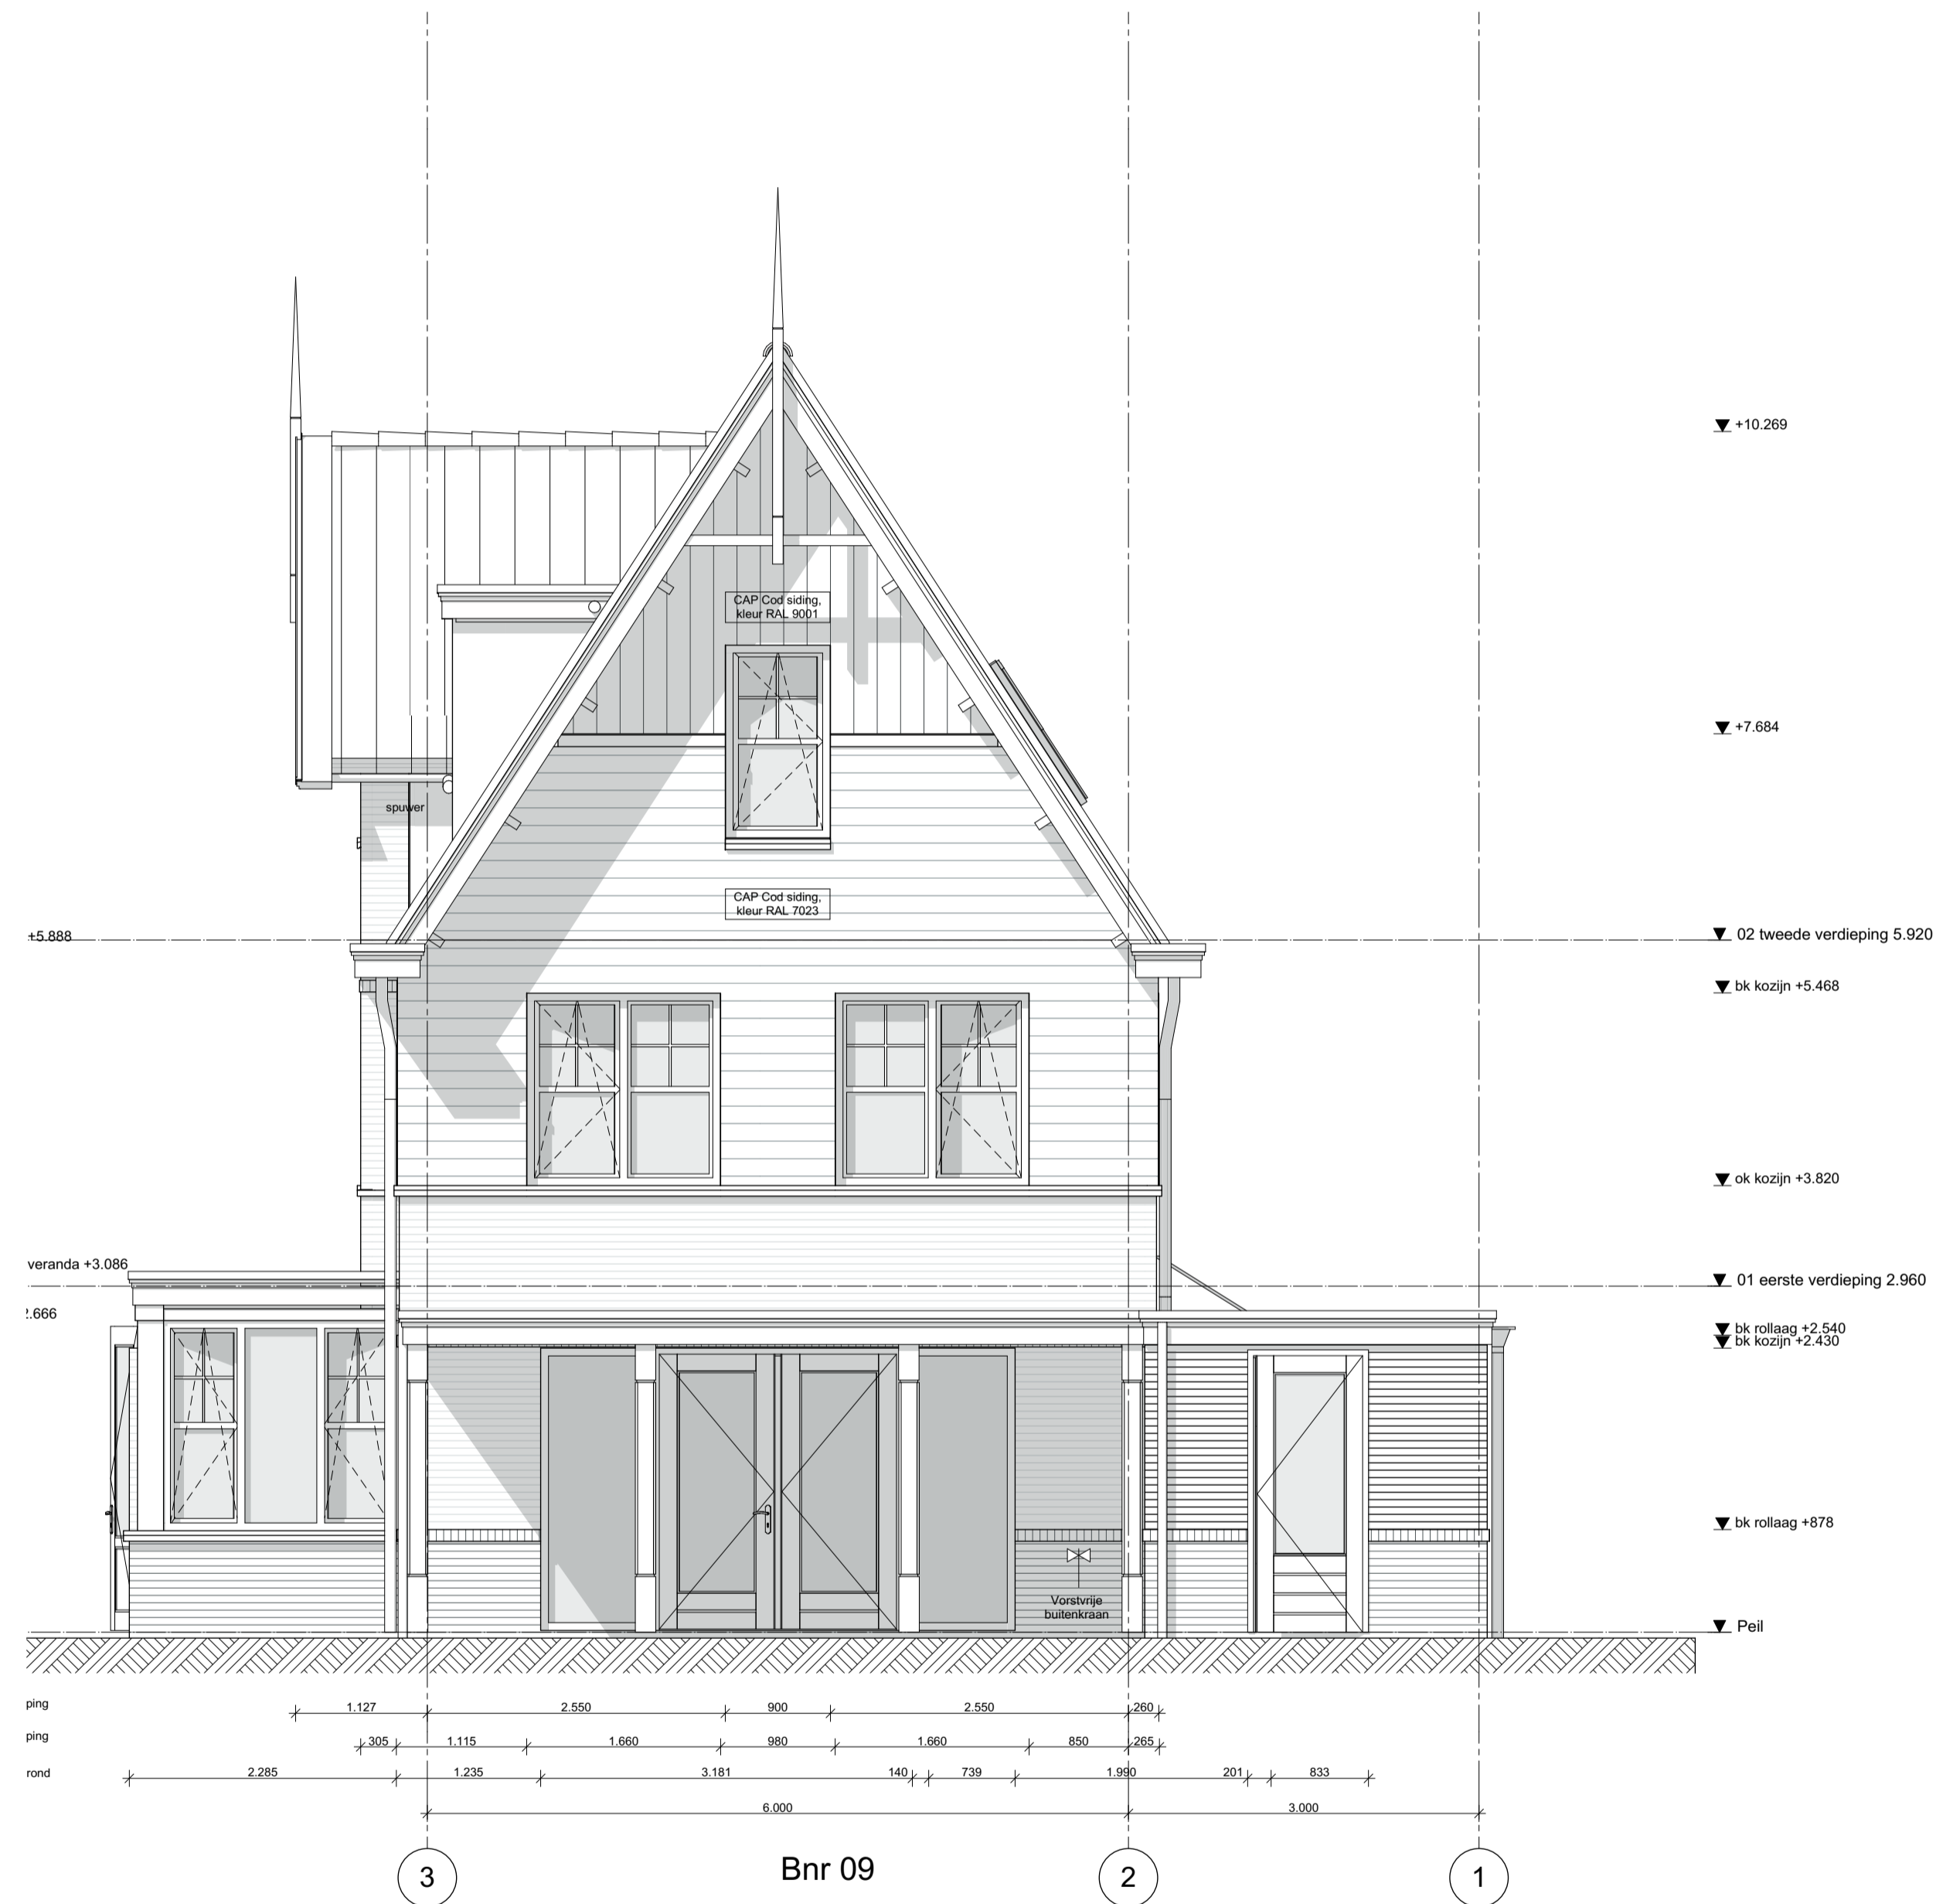 +10.269
CAP Cod siding,
kleur RAL 9001
+7.684
spuwer
CAP Cod siding,
kleur RAL 7023
+5.888
02 tweede verdieping 5.920
bk kozijn +5.468
ok kozijn +3.820
veranda +3.086
01 eerste verdieping 2.960
2.666
bk rollaag +2.540
bk kozijn +2.430
bk rollaag +878
Vorstvrije
buitenkraan
Peil
ping
1.127 2.550 900 2.550 260
ping
305 1.115 1.660 980 1.660 850 265
rond
2.285 1.235 3.181 140 739 1.990 201 833
6.000 3.000
3 Bnr 09 2 1